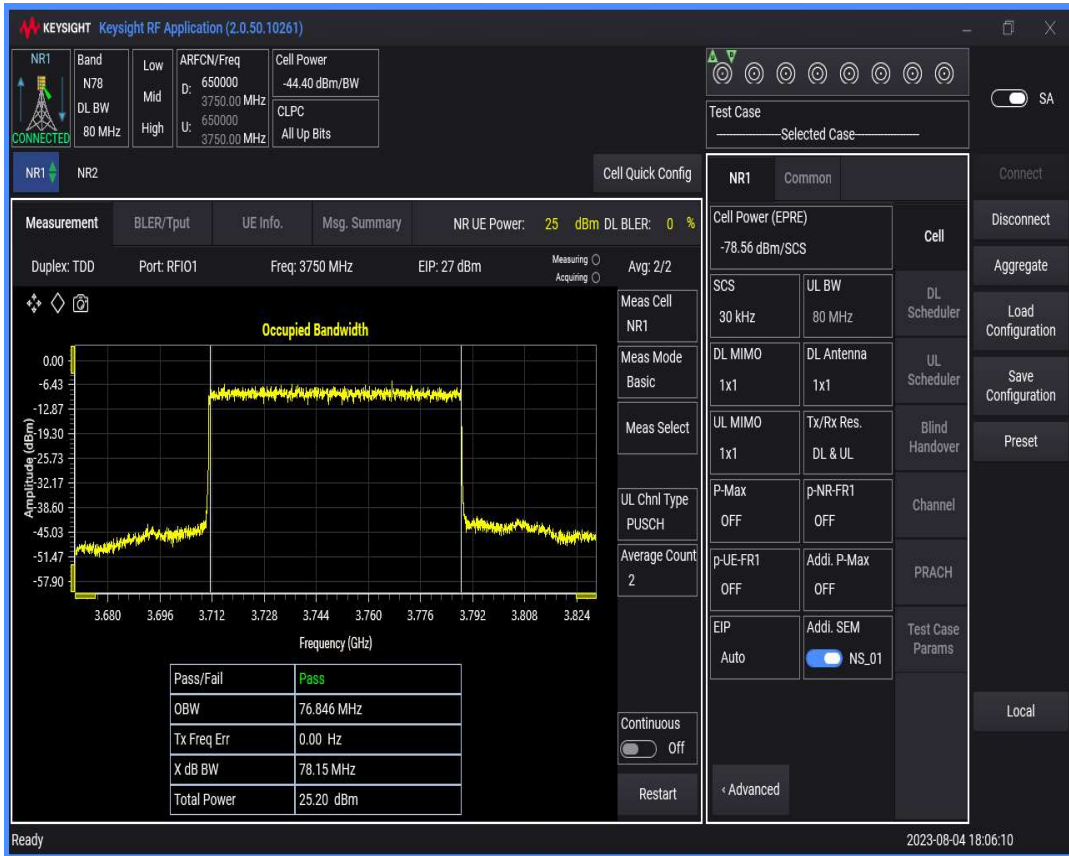 KEYSIGHT Keysight RF Application (2.0.50.10261)
NR1
CONNECTED
Band
N78
DL BW
80 MHz
Low
Mid
High
ARFCN/Freq
D: 650000
3750.00 MHz
U: 650000
3750.00 MHz
Cell Power
-44.40 dBm/BW
CLPC
All Up Bits
Test Case
Selected Case
SA
NR1 NR2
Cell Quick Config
Measurement BLER/Tput UE Info. Msg. Summary NR UE Power: 25 dBm DL BLER: 0 %
Duplex: TDD Port: RFIO1 Freq: 3750 MHz EIP: 27 dBm Measuring Acquiring Avg: 2/2
Occupied Bandwidth
Amplitude (dBm)
0.00
-6.43
-12.87
-19.30
-25.73
-32.17
-38.60
-45.03
-51.47
-57.90
3.680 3.696 3.712 3.728 3.744 3.760 3.776 3.792 3.808 3.824
Frequency (GHz)
Pass/Fail Pass
OBW 76.846 MHz
Tx Freq Err 0.00 Hz
X dB BW 78.15 MHz
Total Power 25.20 dBm
Meas Cell
NR1
Meas Mode
Basic
Meas Select
UL Chnl Type
PUSCH
Average Count
2
Continuous
Off
Restart
NR1 Common
Cell Power (EPRE)
-78.56 dBm/SCS
SCS
30 kHz
UL BW
80 MHz
DL MIMO
1x1
DL Antenna
1x1
UL MIMO
1x1
Tx/Rx Res.
DL & UL
P-Max
OFF
p-NR-FR1
OFF
p-UE-FR1
OFF
Addi. P-Max
OFF
EIP
Auto
Addi. SEM
NS_01
‹ Advanced
Cell
DL
Scheduler
UL
Scheduler
Blind
Handover
Channel
PRACH
Test Case
Params
Connect
Disconnect
Aggregate
Load
Configuration
Save
Configuration
Preset
Local
Ready
2023-08-04 18:06:10